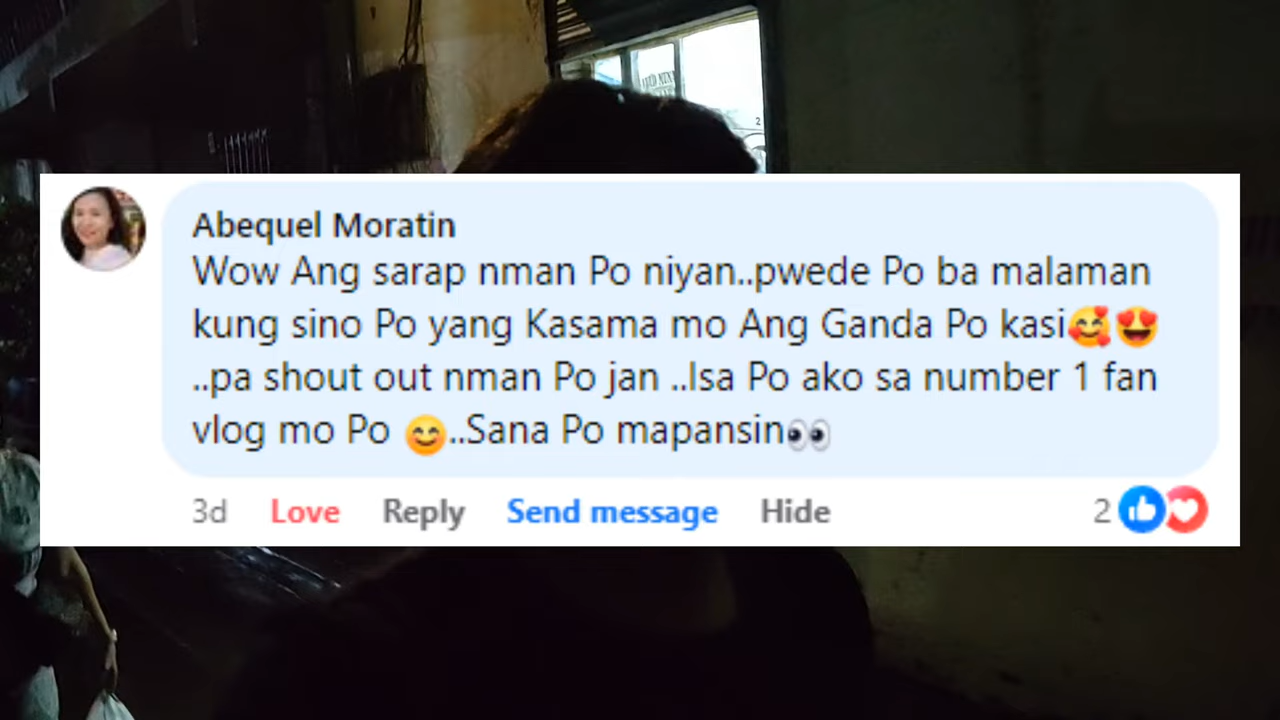 Abequel Moratin
Wow Ang sarap nman Po niyan..pwede Po ba malaman
kung sino Po yang Kasama mo Ang Ganda Po kasi🥰😍
..pa shout out nman Po jan ..Isa Po ako sa number 1 fan
vlog mo Po 😊..Sana Po mapansin👀
3d Love Reply Send message Hide 2